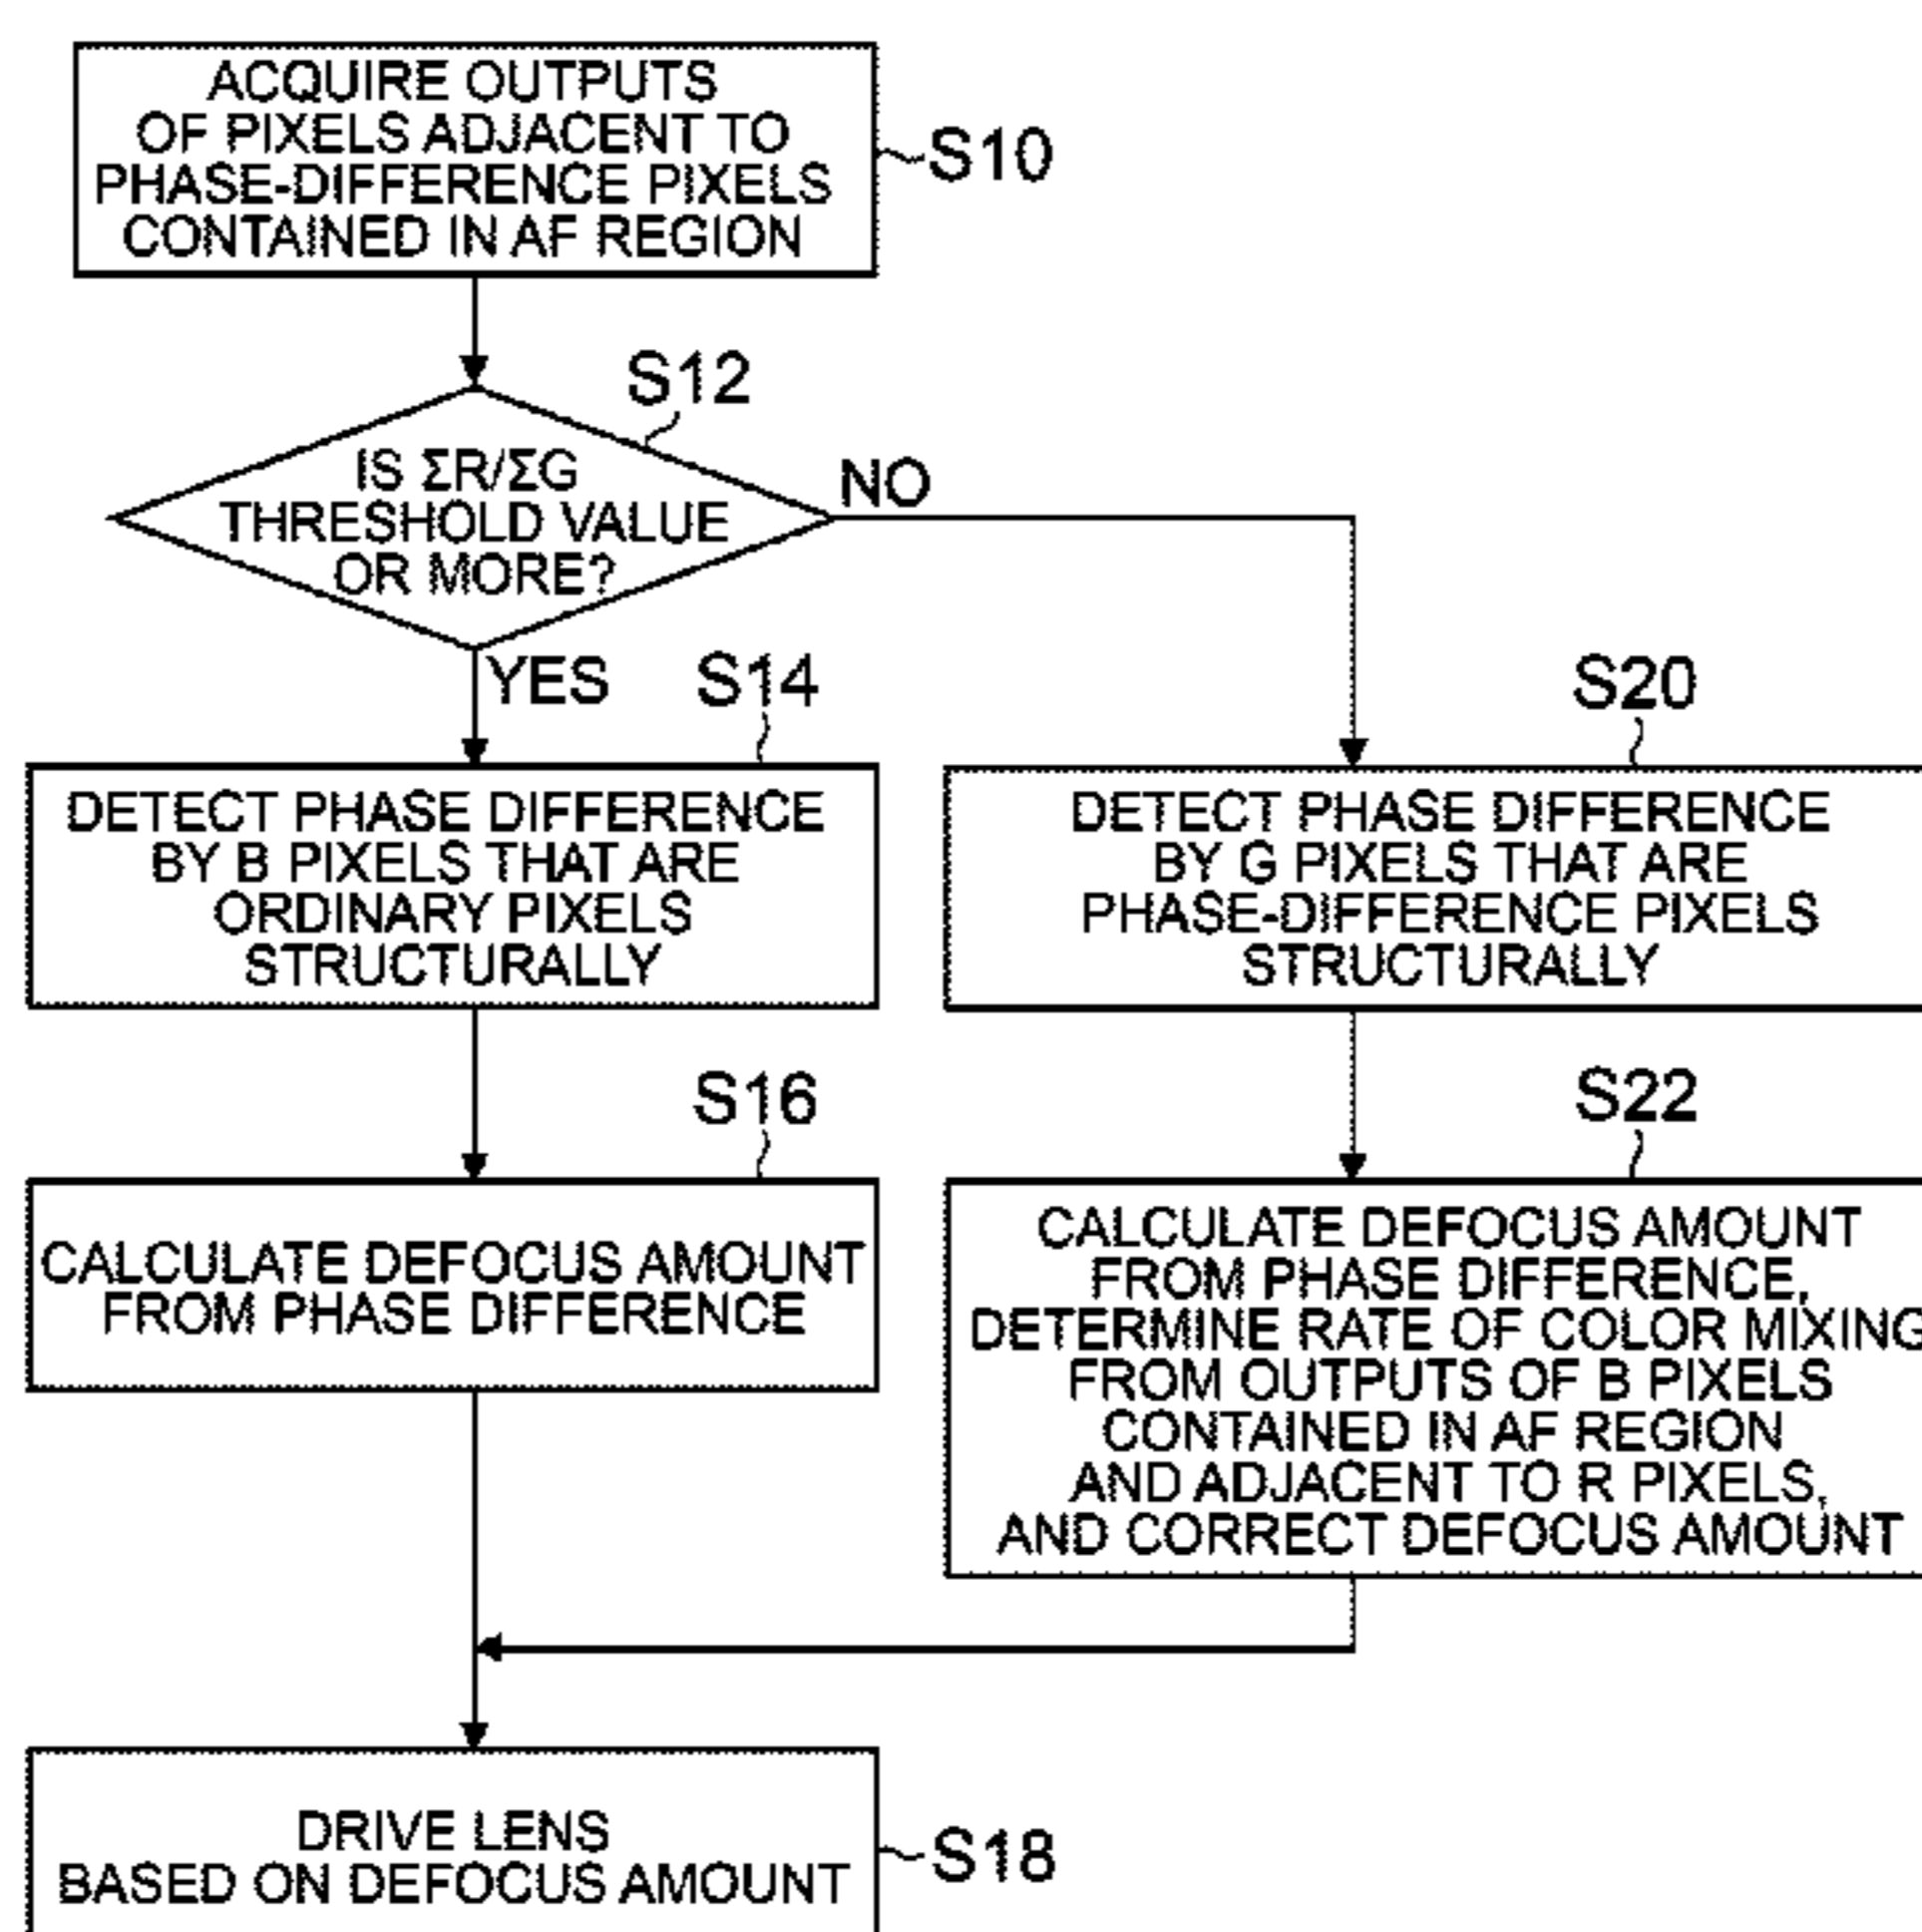 ACQUIRE OUTPUTS
OF PIXELS ADJACENT TO
PHASE-DIFFERENCE PIXELS
CONTAINED IN AF REGION
S10
S12
IS ΣR/ΣG
THRESHOLD VALUE
OR MORE?
NO
YES
S14
DETECT PHASE DIFFERENCE
BY B PIXELS THAT ARE
ORDINARY PIXELS
STRUCTURALLY
S20
DETECT PHASE DIFFERENCE
BY G PIXELS THAT ARE
PHASE-DIFFERENCE PIXELS
STRUCTURALLY
S16
CALCULATE DEFOCUS AMOUNT
FROM PHASE DIFFERENCE
S22
CALCULATE DEFOCUS AMOUNT
FROM PHASE DIFFERENCE,
DETERMINE RATE OF COLOR MIXING
FROM OUTPUTS OF B PIXELS
CONTAINED IN AF REGION
AND ADJACENT TO R PIXELS,
AND CORRECT DEFOCUS AMOUNT
DRIVE LENS
BASED ON DEFOCUS AMOUNT
S18